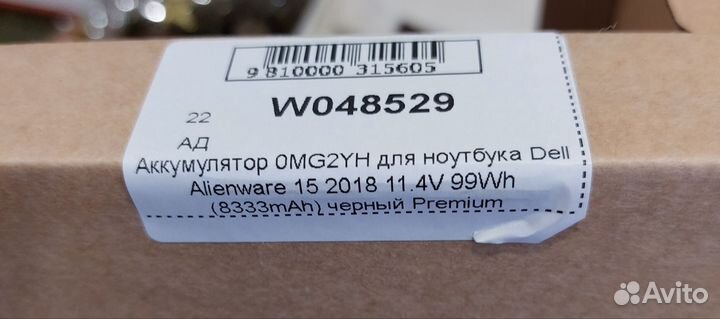 9 810000 315605
W048529
22
АД
Аккумулятор 0MG2YH для ноутбука Dell
Alienware 15 2018 11.4V 99Wh
(8333mAh) черный Premium
Avito